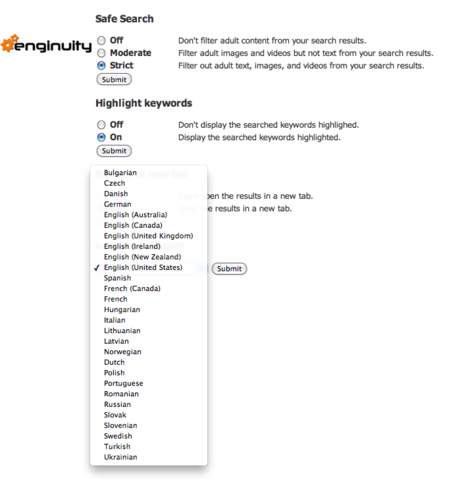 Safe Search
enginuity
Off Don't filter adult content from your search results.
Moderate Filter adult images and videos but not text from your search results.
Strict Filter out adult text, images, and videos from your search results.
Submit
Highlight keywords
Off Don't display the searched keywords highlighed.
On Display the searched keywords highlighted.
Submit
Bulgarian
Czech
Danish
open the results in a new tab.
German
the results in a new tab.
English (Australia)
English (Canada)
English (United Kingdom)
English (Ireland)
English (New Zealand)
✓ English (United States) Submit
Spanish
French (Canada)
French
Hungarian
Italian
Lithuanian
Latvian
Norwegian
Dutch
Polish
Portuguese
Romanian
Russian
Slovak
Slovenian
Swedish
Turkish
Ukrainian